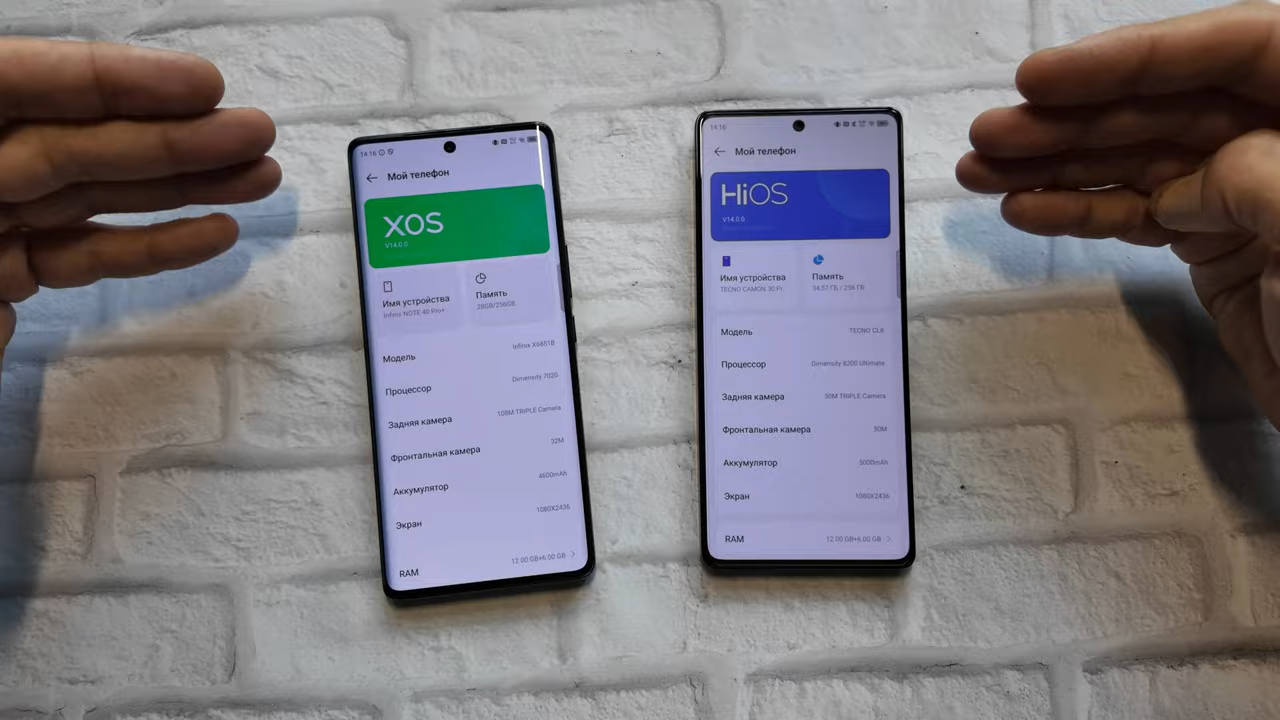 14:16
Мой телефон
XOS
V14.0.0
Имя устройства
Infinix NOTE 40 Pro+
Память
28GB/256GB
Модель
Infinix X6851B
Процессор
Dimensity 7020
Задняя камера
108M TRIPLE Camera
Фронтальная камера
32M
Аккумулятор
4600mAh
Экран
1080X2436
RAM
12.00 GB+6.00 GB
14:16
Мой телефон
HiOS
V14.0.0
Имя устройства
TECNO CAMON 30 Pr.
Память
34,57 ГБ / 256 ГБ
Модель
TECNO CL8
Процессор
Dimensity 8200 Ultimate
Задняя камера
50M TRIPLE Camera
Фронтальная камера
50M
Аккумулятор
5000mAh
Экран
1080X2436
RAM
12.00 GB+6.00 GB